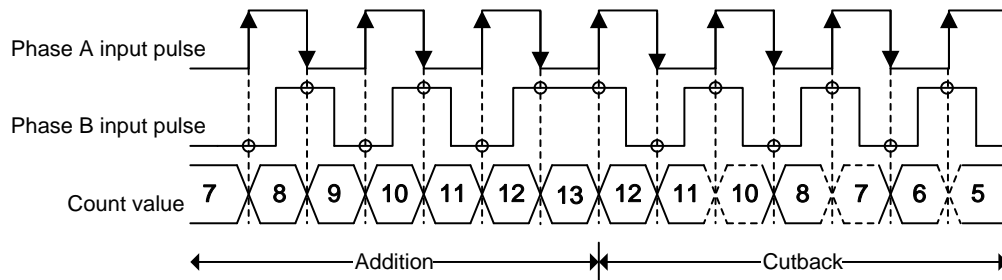 Phase A input pulse
Phase B input pulse
Count value 7 8 9 10 11 12 13 12 11 10 8 7 6 5
Addition Cutback